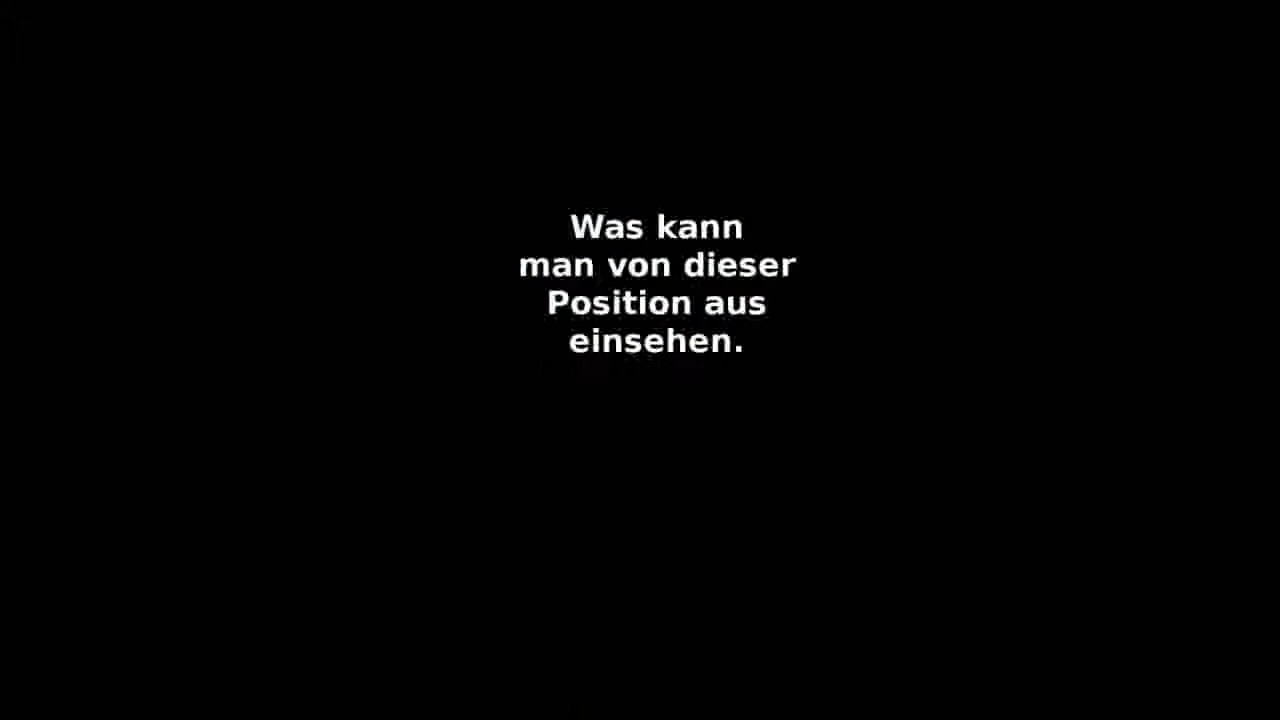 Was kann
man von dieser
Position aus
einsehen.